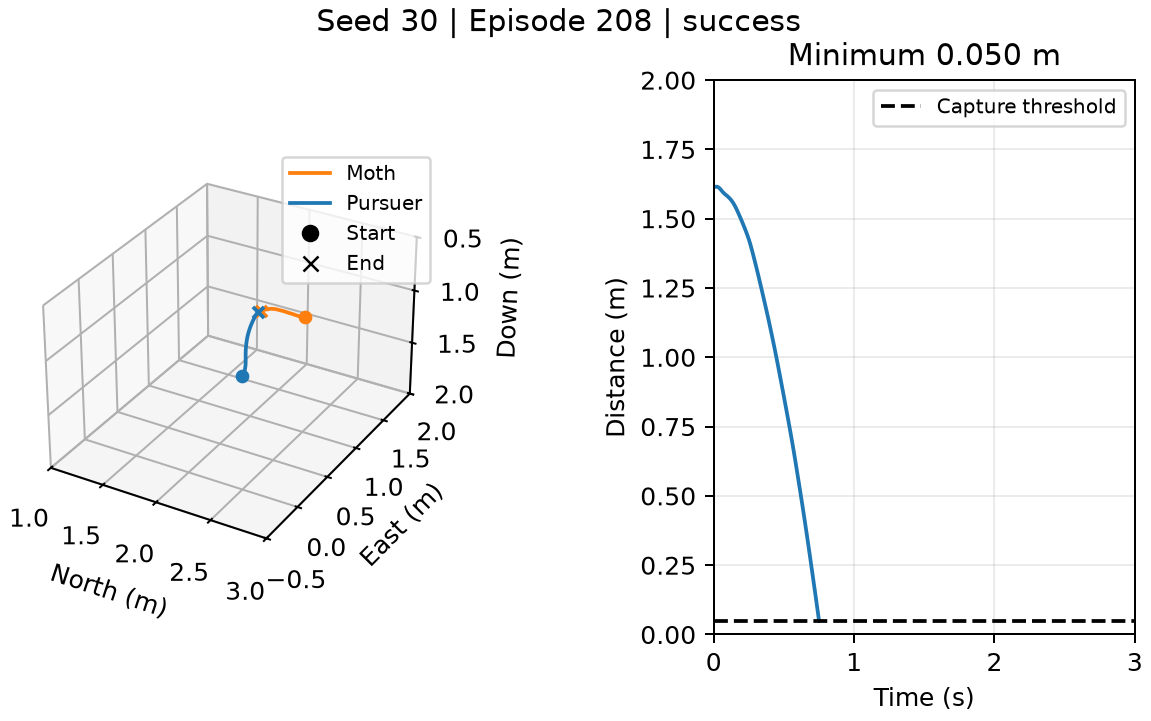 Seed 30 | Episode 208 | success
Moth
Pursuer
Start
End
0.5
1.0
1.5
2.0
Down (m)
2.0
1.5
1.0
0.5
0.0
−0.5
East (m)
1.0
1.5
2.0
2.5
3.0
North (m)
Minimum 0.050 m
Capture threshold
2.00
1.75
1.50
1.25
1.00
0.75
0.50
0.25
0.00
Distance (m)
0 1 2 3
Time (s)